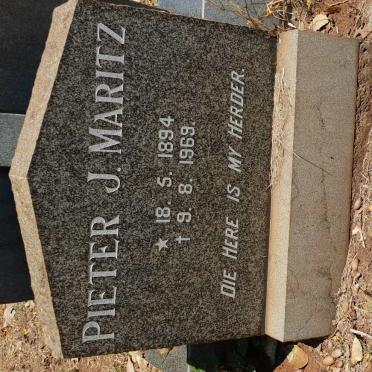 PIETER J. MARITZ
★ 18. 5. 1894
† 9. 8. 1969.
DIE HERE IS MY HERDER.